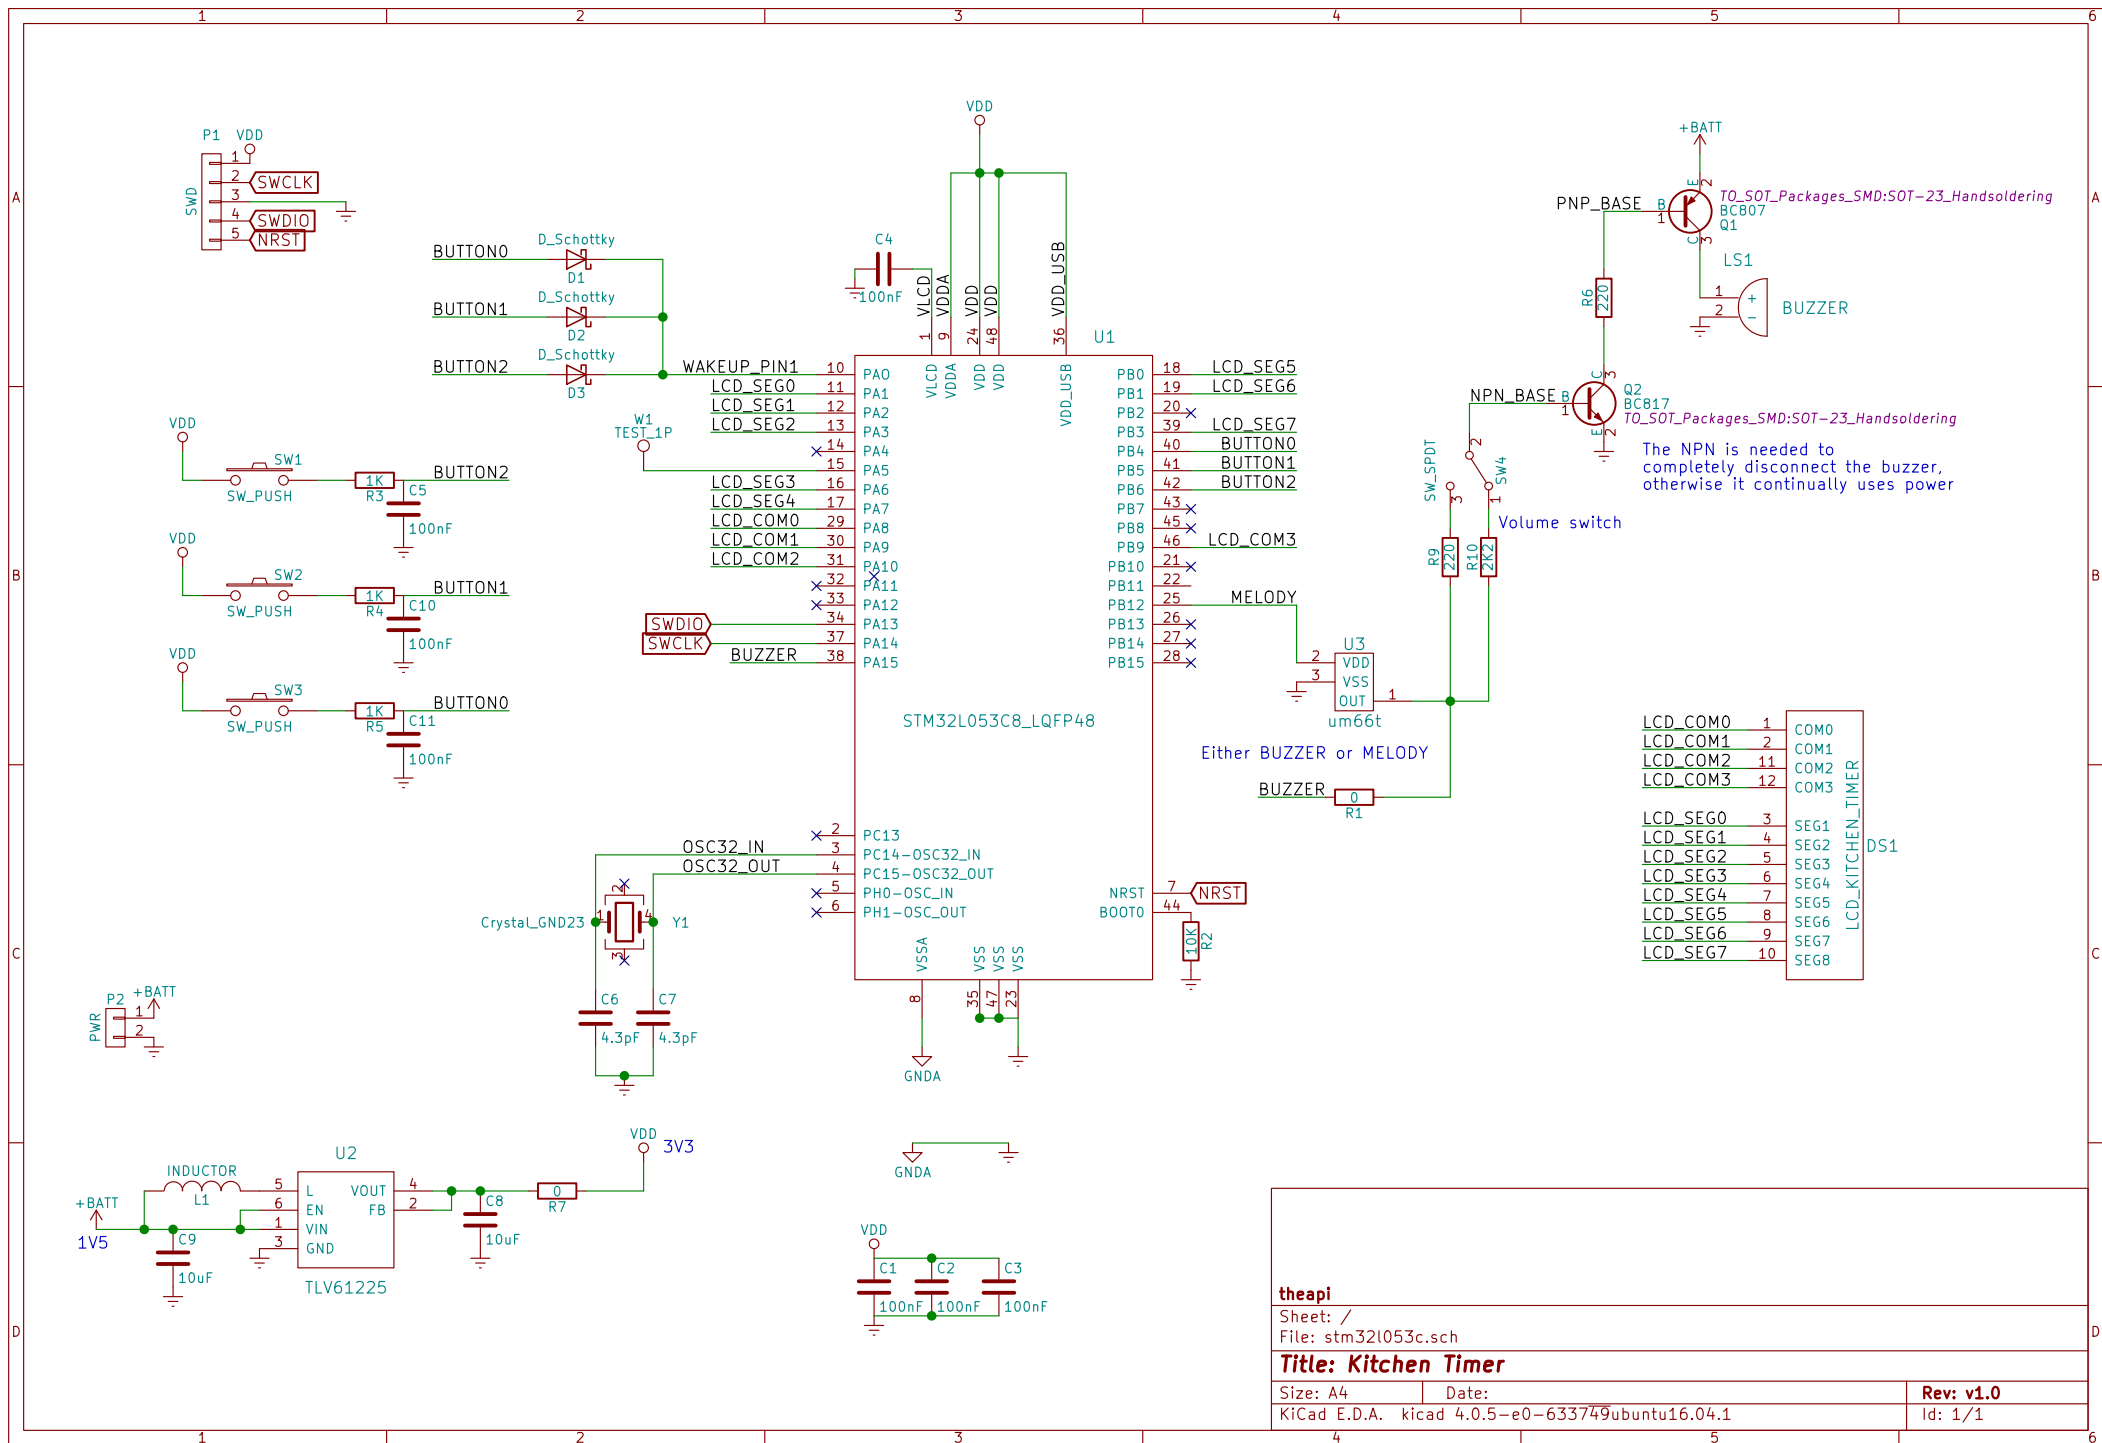 1 2 3 4 5 6
A
B
C
D
A
B
C
D
1 2 3 4 5 6
P1
VDD
SWD
1
2 SWCLK
3
4 SWDIO
5 NRST
BUTTON0
D_Schottky
D1
BUTTON1
D_Schottky
D2
BUTTON2
D_Schottky
D3
VDD
SW1
SW_PUSH
1K
R3
BUTTON2
C5
100nF
VDD
SW2
SW_PUSH
1K
R4
BUTTON1
C10
100nF
VDD
SW3
SW_PUSH
1K
R5
BUTTON0
C11
100nF
W1
TEST_1P
VDD
C4
100nF
VLCD
VDDA
VDD
VDD
VDD_USB
1
9
24
48
36
U1
VLCD
VDDA
VDD
VDD
VDD_USB
WAKEUP_PIN1 10 PA0
LCD_SEG0 11 PA1
LCD_SEG1 12 PA2
LCD_SEG2 13 PA3
14 PA4
15 PA5
LCD_SEG3 16 PA6
LCD_SEG4 17 PA7
LCD_COM0 29 PA8
LCD_COM1 30 PA9
LCD_COM2 31 PA10
32 PA11
33 PA12
SWDIO 34 PA13
SWCLK 37 PA14
BUZZER 38 PA15
PB0 18 LCD_SEG5
PB1 19 LCD_SEG6
PB2 20
PB3 39 LCD_SEG7
PB4 40 BUTTON0
PB5 41 BUTTON1
PB6 42 BUTTON2
PB7 43
PB8 45
PB9 46 LCD_COM3
PB10 21
PB11 22
PB12 25 MELODY
PB13 26
PB14 27
PB15 28
STM32L053C8_LQFP48
2 PC13
OSC32_IN 3 PC14-OSC32_IN
OSC32_OUT 4 PC15-OSC32_OUT
5 PH0-OSC_IN
6 PH1-OSC_OUT
NRST 7 NRST
BOOT0 44
10K
R2
VSSA
VSS
VSS
VSS
8
35
47
23
GNDA
Crystal_GND23
1
2
3
4
Y1
C6
4.3pF
C7
4.3pF
+BATT
PNP_BASE
B
1
E
2
C
3
TO_SOT_Packages_SMD:SOT-23_Handsoldering
BC807
Q1
LS1
1 +
2 -
BUZZER
R6
220
NPN_BASE
B
1
C
3
E
2
Q2
BC817
TO_SOT_Packages_SMD:SOT-23_Handsoldering
The NPN is needed to
completely disconnect the buzzer,
otherwise it continually uses power
SW_SPDT
2
3
1
SW4
Volume switch
R9
220
R10
2K2
U3
2 VDD
3 VSS
OUT 1
um66t
Either BUZZER or MELODY
BUZZER
0
R1
LCD_COM0 1 COM0
LCD_COM1 2 COM1
LCD_COM2 11 COM2
LCD_COM3 12 COM3
LCD_SEG0 3 SEG1
LCD_SEG1 4 SEG2
LCD_SEG2 5 SEG3
LCD_SEG3 6 SEG4
LCD_SEG4 7 SEG5
LCD_SEG5 8 SEG6
LCD_SEG6 9 SEG7
LCD_SEG7 10 SEG8
LCD_KITCHEN_TIMER
DS1
P2
+BATT
PWR
1
2
U2
INDUCTOR
L1
+BATT
1V5
C9
10uF
5 L
6 EN
1 VIN
3 GND
VOUT 4
FB 2
TLV61225
C8
10uF
0
R7
VDD
3V3
GNDA
VDD
C1
100nF
C2
100nF
C3
100nF
theapi
Sheet: /
File: stm32l053c.sch
Title: Kitchen Timer
Size: A4
Date:
Rev: v1.0
KiCad E.D.A. kicad 4.0.5-e0-633749ubuntu16.04.1
Id: 1/1